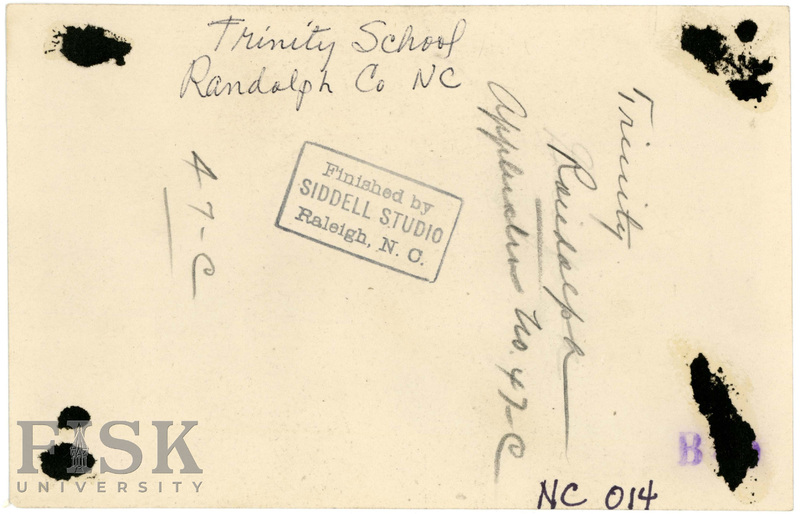 Trinity School
Randolph Co NC
Trinity
Randolph
Application No. 47-C
47-C
Finished by
SIDDELL STUDIO
Raleigh, N. C.
B
NC 014
FISK
UNIVERSITY